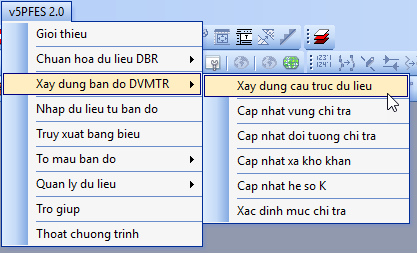 v5PFES 2.0
Gioi thieu
Chuan hoa du lieu DBR
Xay dung ban do DVMTR
Nhap du lieu tu ban do
Truy xuat bang bieu
To mau ban do
Quan ly du lieu
Tro giup
Thoat chuong trinh
Xay dung cau truc du lieu
Cap nhat vung chi tra
Cap nhat doi tuong chi tra
Cap nhat xa kho khan
Cap nhat he so K
Xac dinh muc chi tra